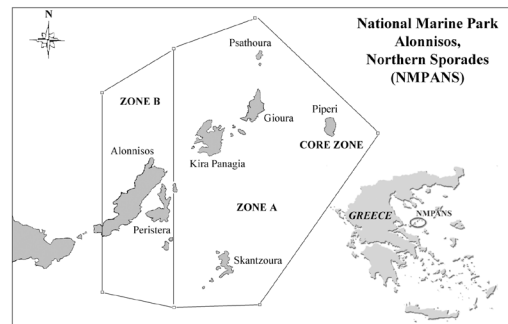 N
National Marine Park
Alonnisos,
Northern Sporades
(NMPANS)
Psathoura
ZONE B
Gioura
Piperi
CORE ZONE
Alonnisos
Kira Panagia
ZONE A
Peristera
Skantzoura
GREECE
NMPANS